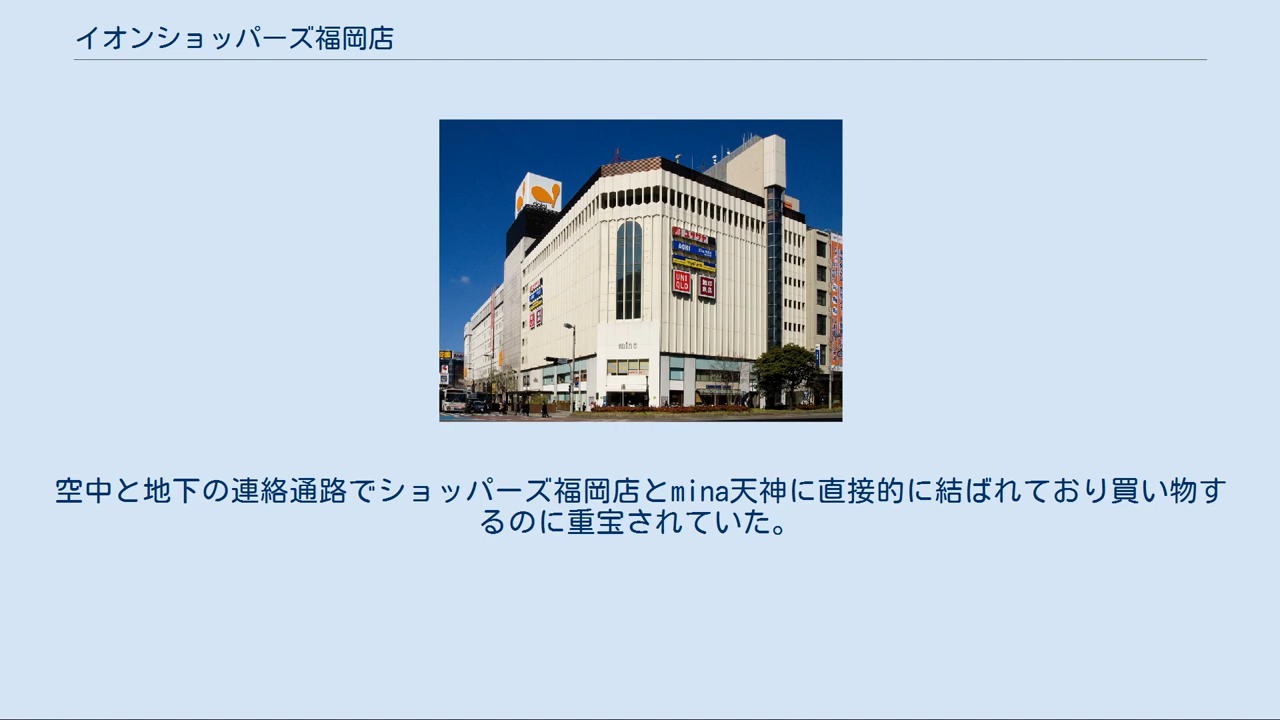 イオンショッパーズ福岡店
UNI
QLO
mina
空中と地下の連絡通路でショッパーズ福岡店とmina天神に直接的に結ばれており買い物す
るのに重宝されていた。